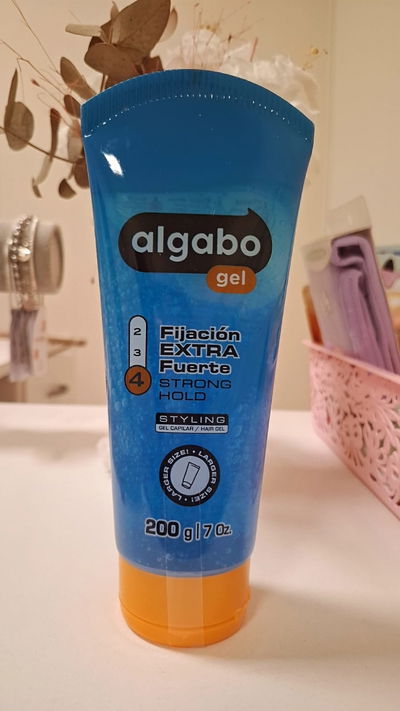 algabo
gel
2
3
4
Fijación
EXTRA
Fuerte
STRONG
HOLD
STYLING
GEL CAPILAR / HAIR GEL
LARGER SIZE! • LARGER SIZE! •
200 g | 7 Oz.